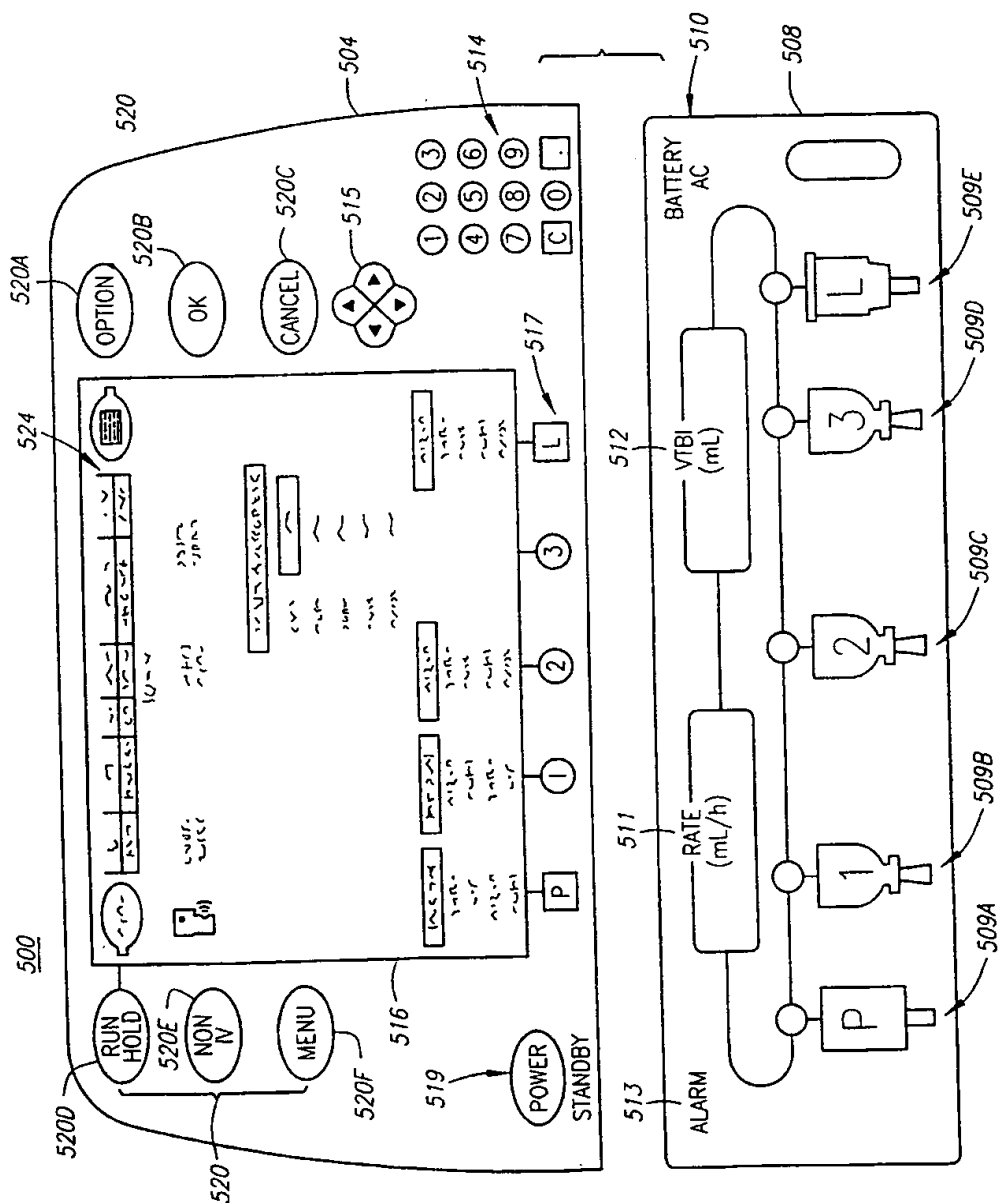 500
520D
RUN
HOLD
520E
NON
IV
MENU
520
520F
519
POWER
STANDBY
516
524
P
1
2
3
L
517
520A
OPTION
520B
OK
520C
CANCEL
515
520
504
514
1 2 3
4 5 6
7 8 9
C 0 .
510
508
513
ALARM
511
RATE
(mL/h)
512
VTBI
(mL)
BATTERY
AC
P
1
2
3
L
509A
509B
509C
509D
509E